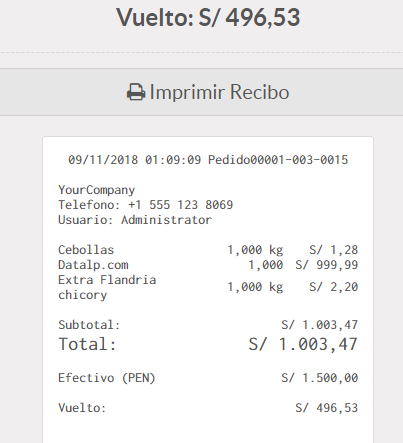 Vuelto: S/ 496,53
Imprimir Recibo
09/11/2018 01:09:09 Pedido00001-003-0015
YourCompany
Telefono: +1 555 123 8069
Usuario: Administrator
Cebollas 1,000 kg S/ 1,28
Datalp.com 1,000 S/ 999,99
Extra Flandria
chicory 1,000 kg S/ 2,20
Subtotal: S/ 1.003,47
Total: S/ 1.003,47
Efectivo (PEN) S/ 1.500,00
Vuelto: S/ 496,53